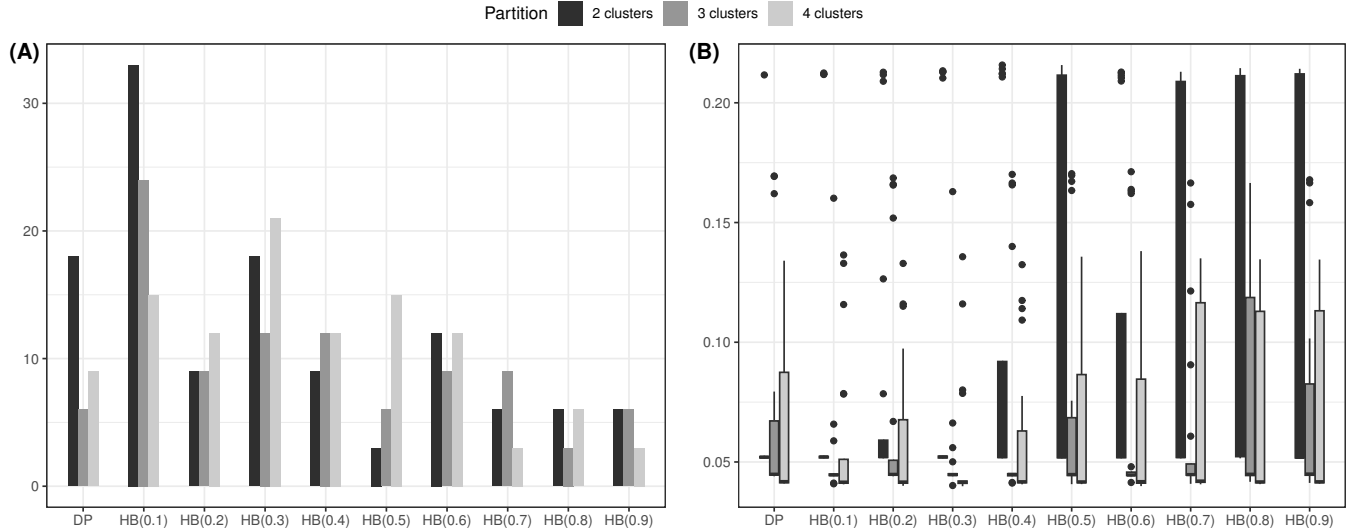 Partition 2 clusters 3 clusters 4 clusters
(A)
30
20
10
0
DP HB(0.1) HB(0.2) HB(0.3) HB(0.4) HB(0.5) HB(0.6) HB(0.7) HB(0.8) HB(0.9)
(B)
0.20
0.15
0.10
0.05
DP HB(0.1) HB(0.2) HB(0.3) HB(0.4) HB(0.5) HB(0.6) HB(0.7) HB(0.8) HB(0.9)